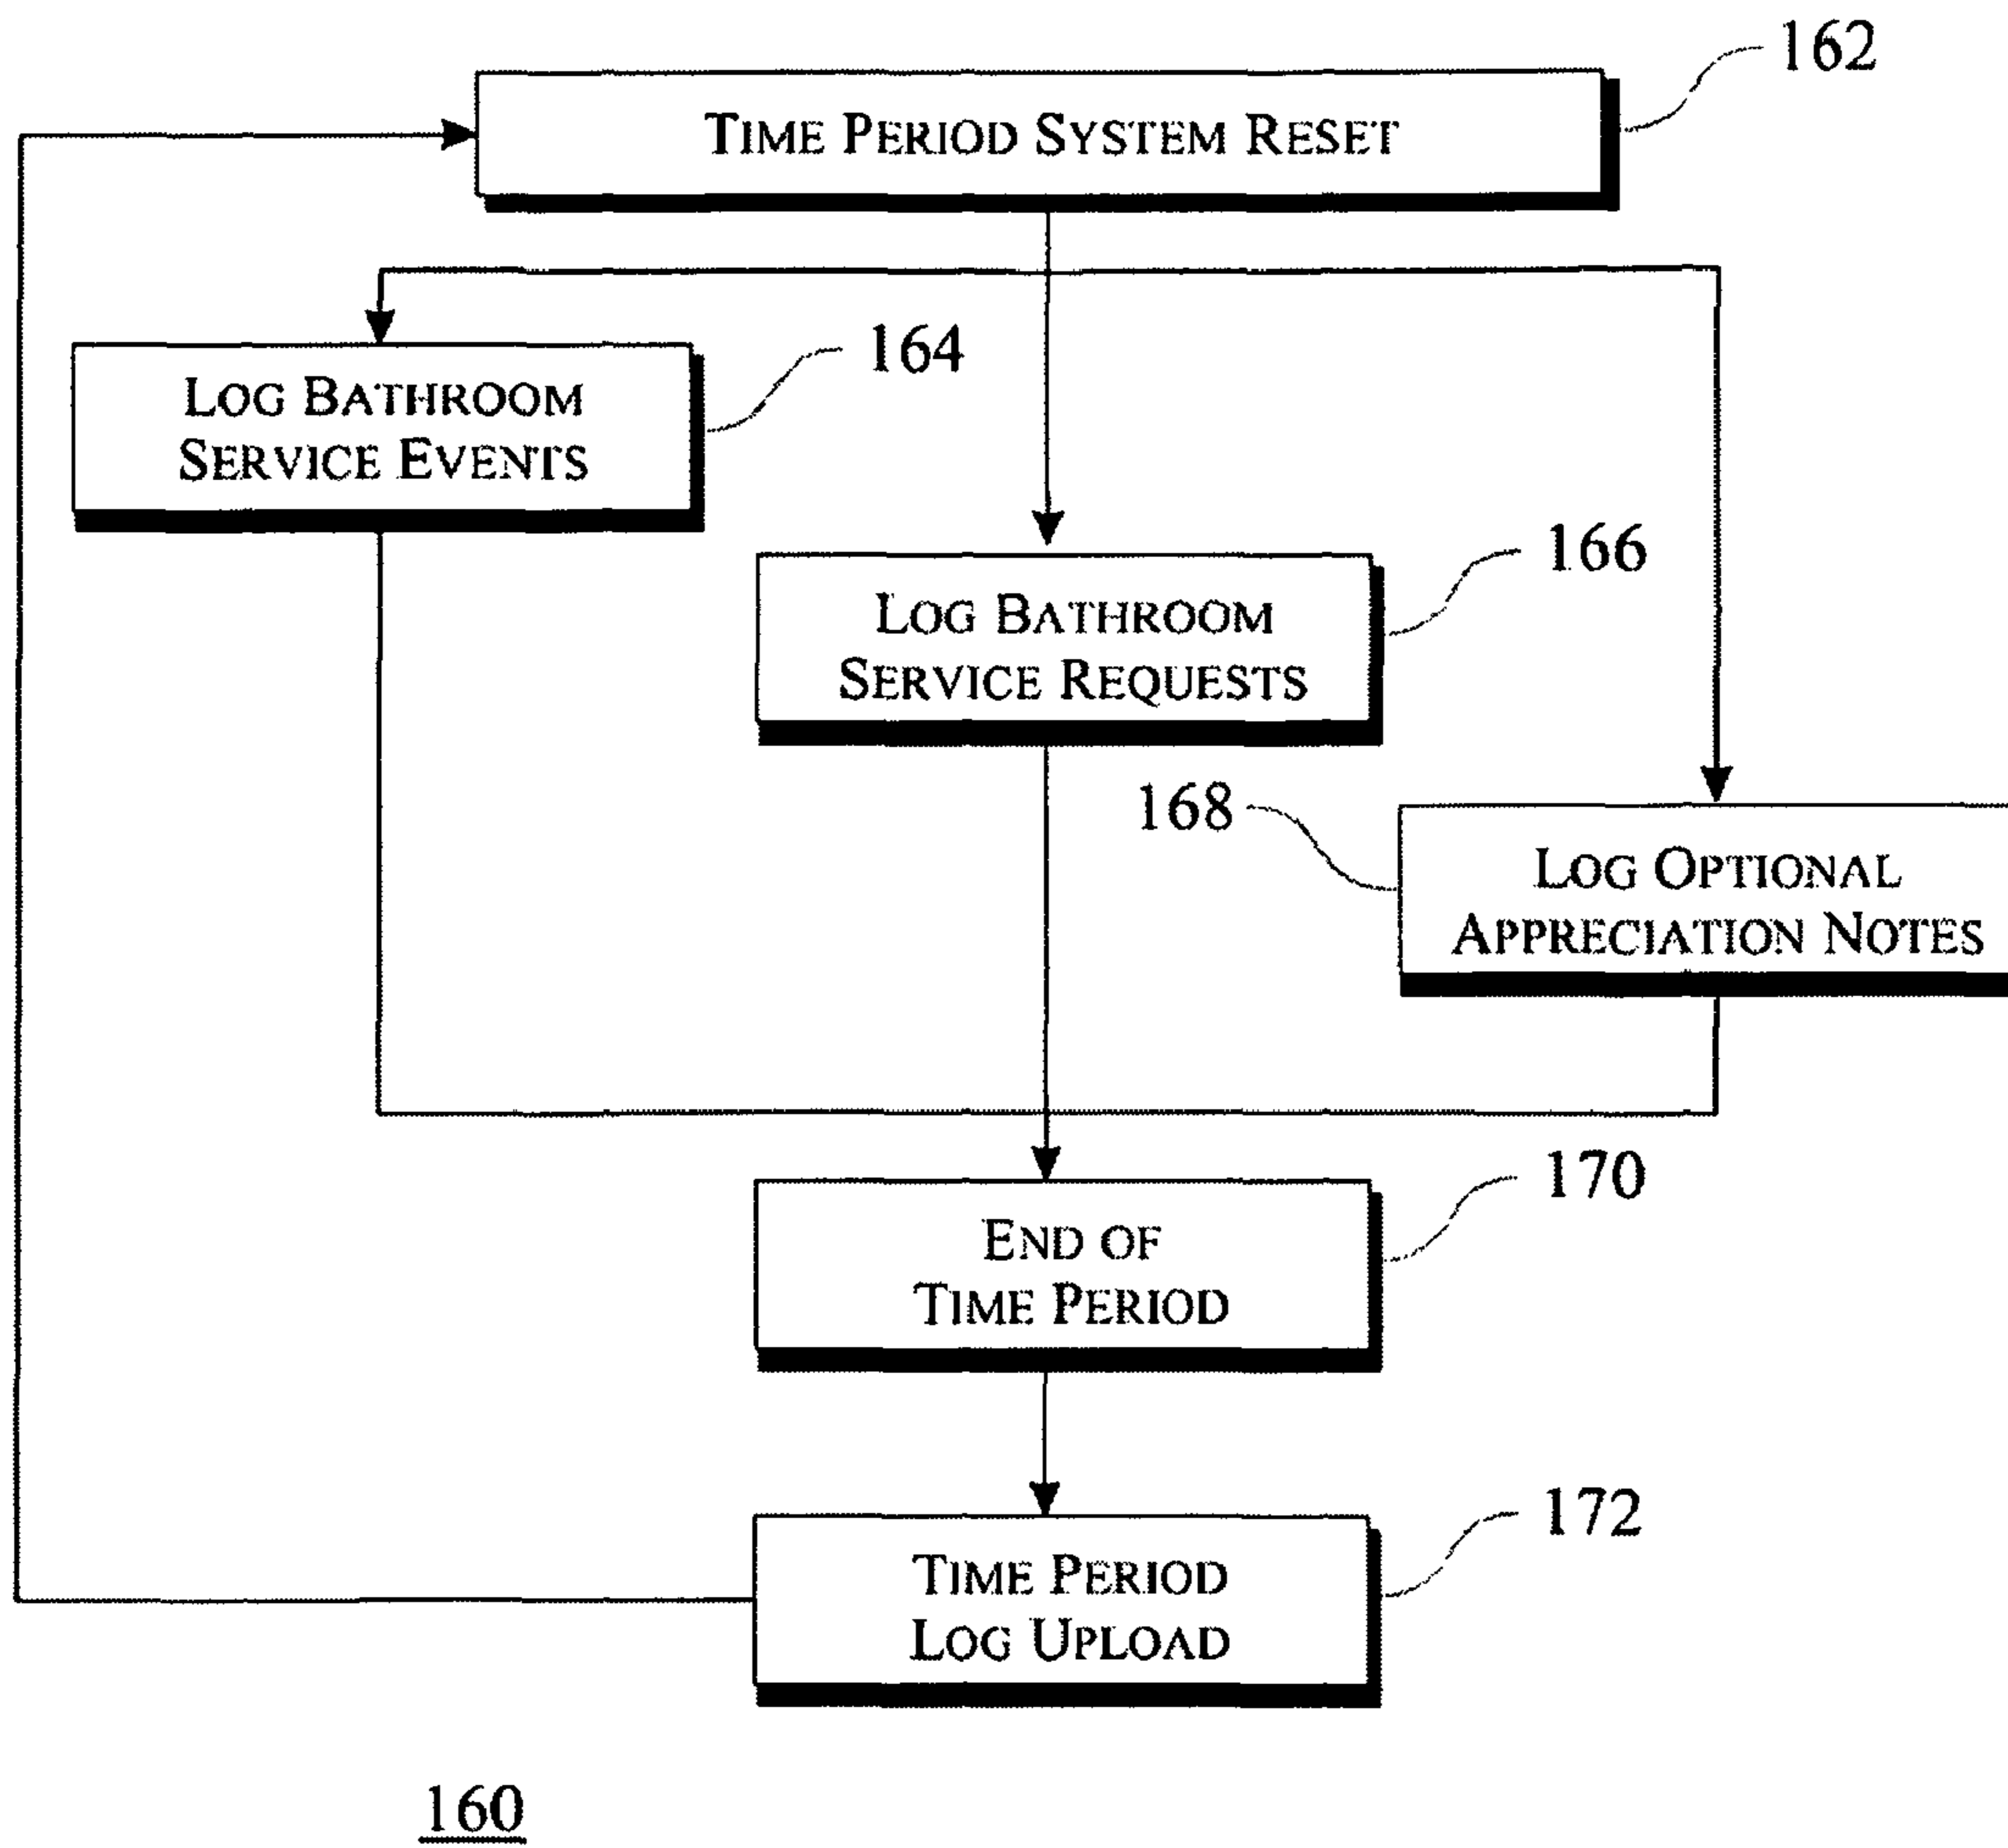 162
TIME PERIOD SYSTEM RESET
164
LOG BATHROOM
SERVICE EVENTS
166
LOG BATHROOM
SERVICE REQUESTS
168
LOG OPTIONAL
APPRECIATION NOTES
170
END OF
TIME PERIOD
172
TIME PERIOD
LOG UPLOAD
160